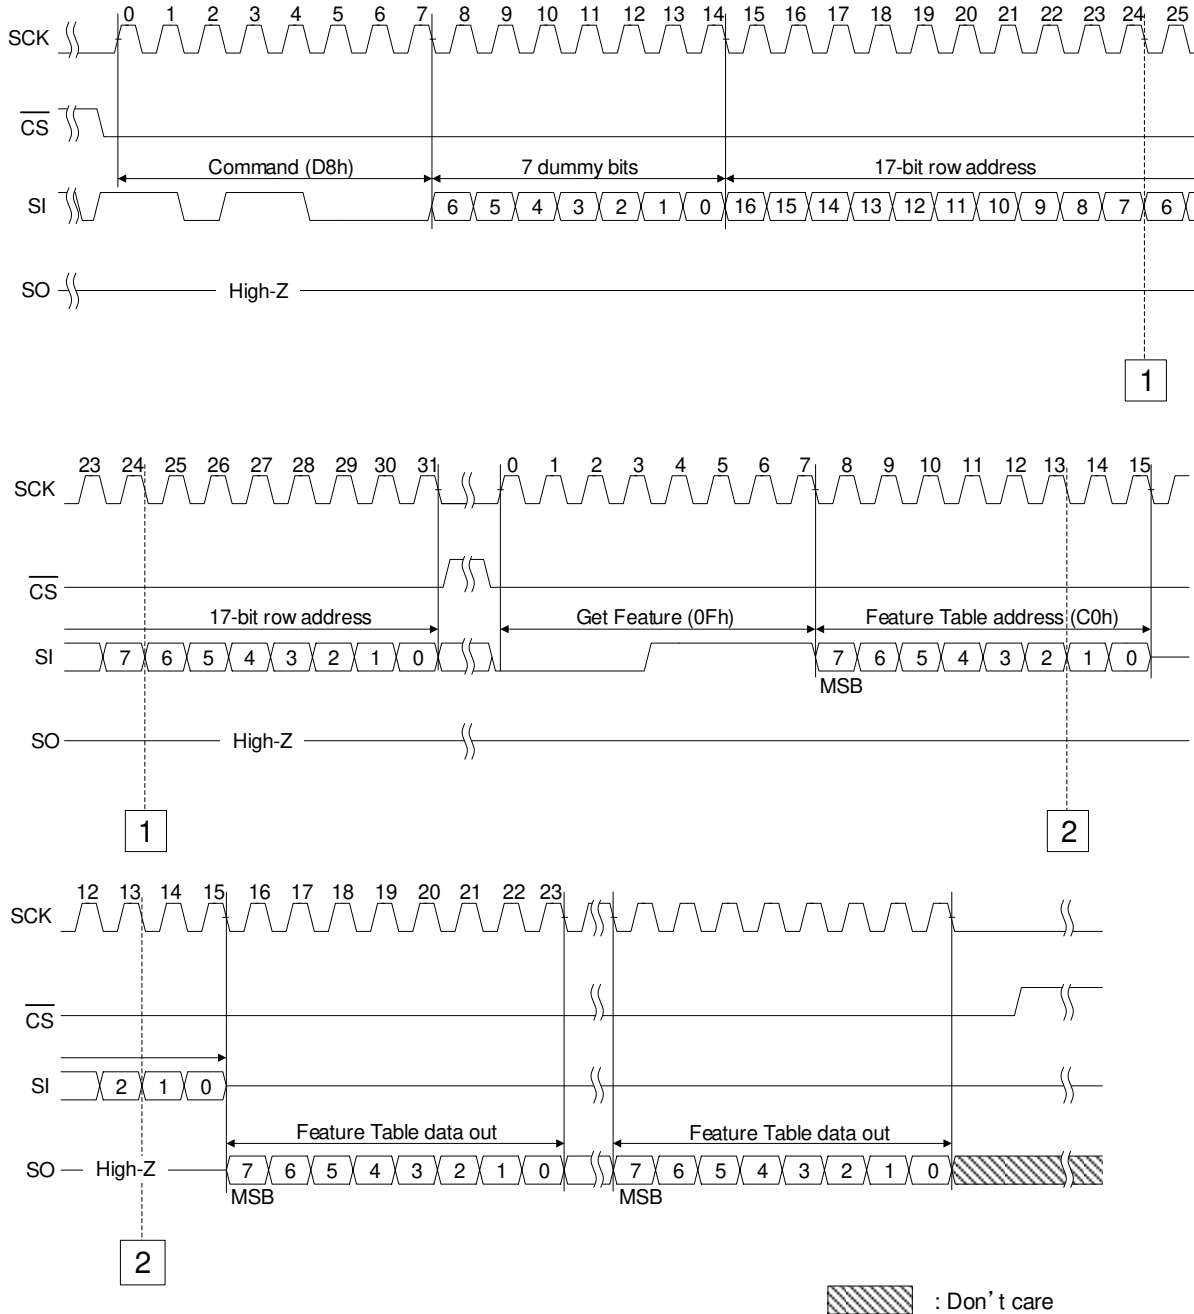 0 1 2 3 4 5 6 7 8 9 10 11 12 13 14 15 16 17 18 19 20 21 22 23 24 25
SCK
CS
Command (D8h) 7 dummy bits 17-bit row address
SI 6 5 4 3 2 1 0 16 15 14 13 12 11 10 9 8 7 6
SO High-Z
1
23 24 25 26 27 28 29 30 31 0 1 2 3 4 5 6 7 8 9 10 11 12 13 14 15
SCK
CS
17-bit row address Get Feature (0Fh) Feature Table address (C0h)
SI 7 6 5 4 3 2 1 0 7 6 5 4 3 2 1 0
MSB
SO High-Z
1 2
12 13 14 15 16 17 18 19 20 21 22 23
SCK
CS
SI 2 1 0
Feature Table data out Feature Table data out
SO High-Z 7 6 5 4 3 2 1 0 7 6 5 4 3 2 1 0
MSB MSB
2
: Don't care